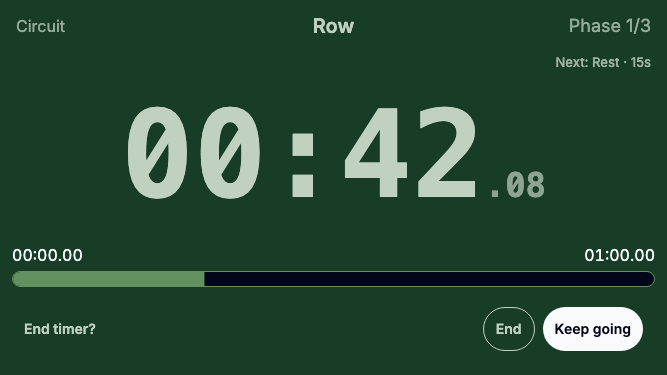 Circuit
Row
Phase 1/3
Next: Rest · 15s
00:42.08
00:00.00
01:00.00
End timer?
End
Keep going